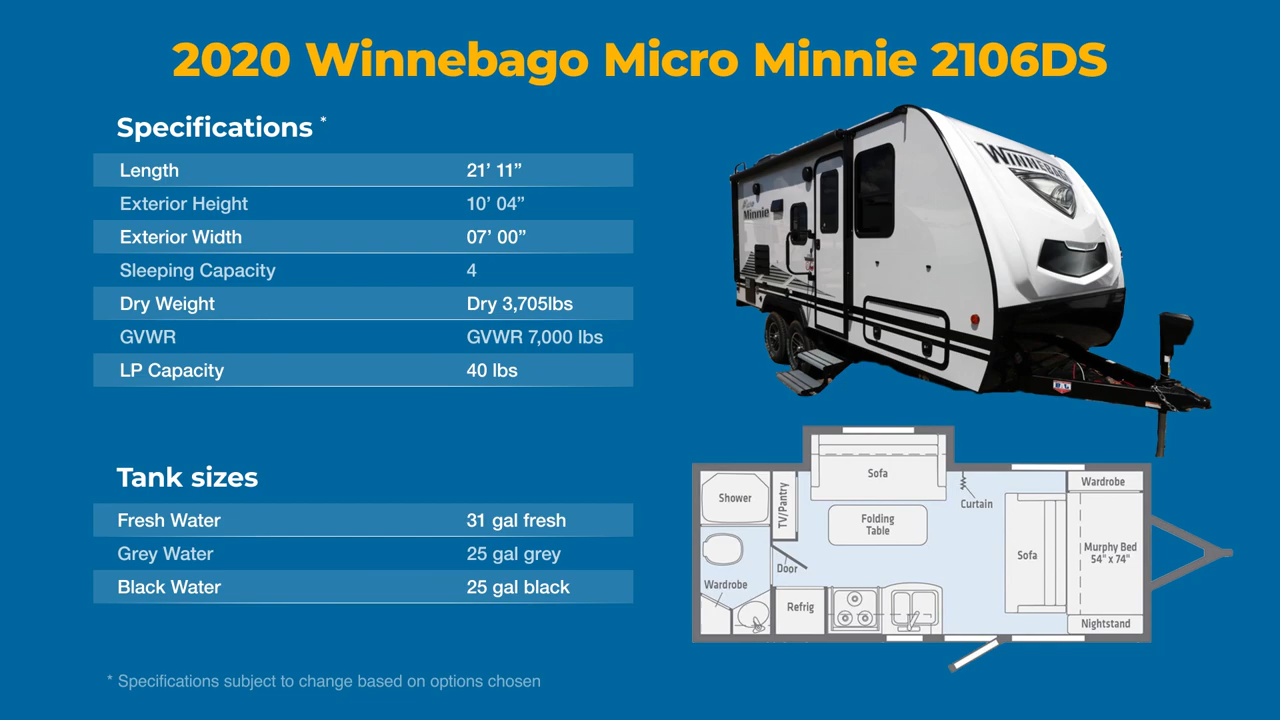 2020 Winnebago Micro Minnie 2106DS
Specifications *
Length 21’ 11”
Exterior Height 10’ 04”
Exterior Width 07’ 00”
Sleeping Capacity 4
Dry Weight Dry 3,705lbs
GVWR GVWR 7,000 lbs
LP Capacity 40 lbs
Tank sizes
Fresh Water 31 gal fresh
Grey Water 25 gal grey
Black Water 25 gal black
* Specifications subject to change based on options chosen
WINNEBAGO
Minnie
Sofa
Wardrobe
Shower
TV/Pantry
Curtain
Folding
Table
Sofa
Murphy Bed
54" x 74"
Door
Wardrobe
Refrig
Nightstand